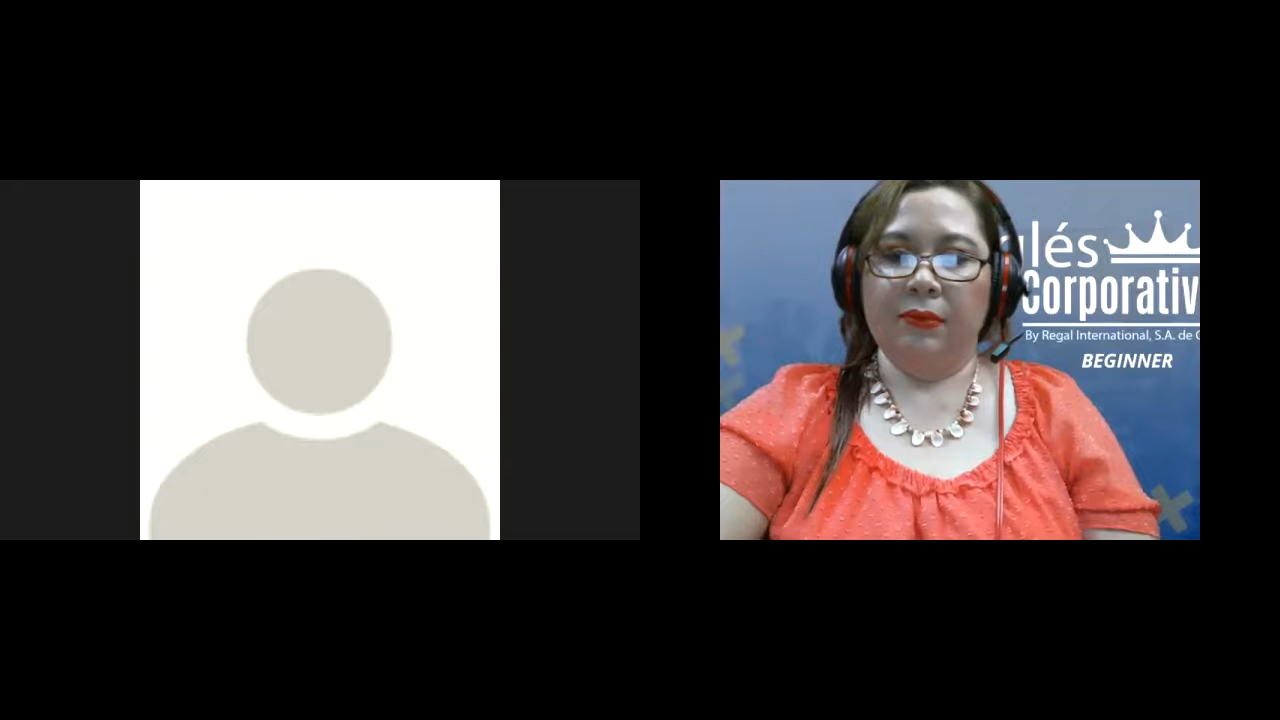 lés
Corporativ
By Regal International, S.A. de
BEGINNER